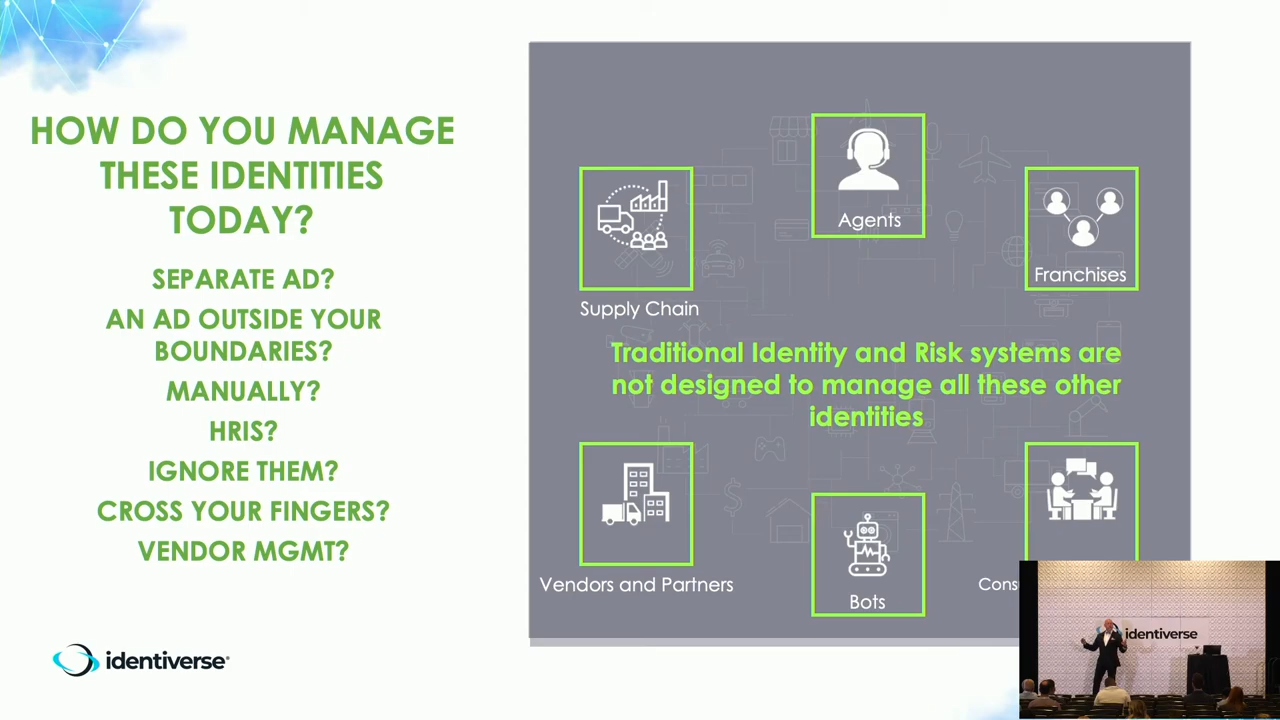 HOW DO YOU MANAGE
THESE IDENTITIES
TODAY?
SEPARATE AD?
AN AD OUTSIDE YOUR
BOUNDARIES?
MANUALLY?
HRIS?
IGNORE THEM?
CROSS YOUR FINGERS?
VENDOR MGMT?
identiverse®
Agents
Supply Chain
Franchises
Traditional Identity and Risk systems are
not designed to manage all these other
identities
Vendors and Partners
Bots
identiverse